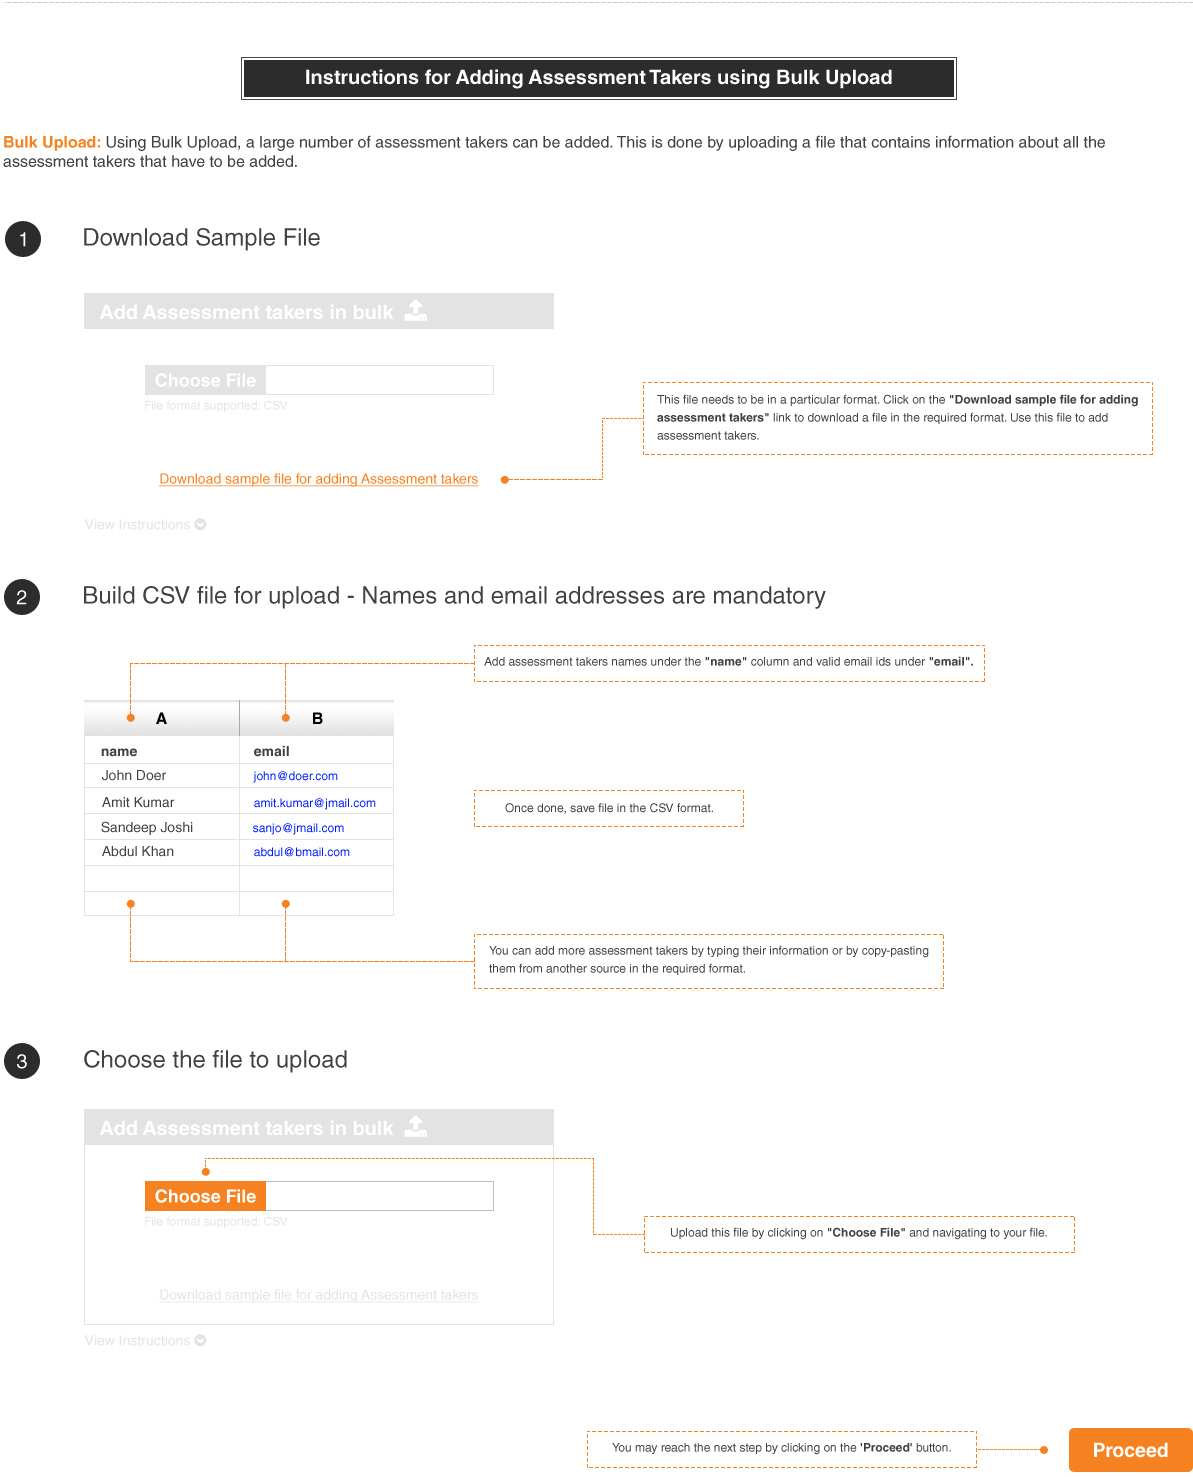 Instructions for Adding Assessment Takers using Bulk Upload
Bulk Upload: Using Bulk Upload, a large number of assessment takers can be added. This is done by uploading a file that contains information about all the
assessment takers that have to be added.
1 Download Sample File
Add Assessment takers in bulk
Choose File
File format supported: CSV
This file needs to be in a particular format. Click on the "Download sample file for adding
assessment takers" link to download a file in the required format. Use this file to add
assessment takers.
Download sample file for adding Assessment takers
View Instructions
2 Build CSV file for upload - Names and email addresses are mandatory
Add assessment takers names under the "name" column and valid email ids under "email".
A B
name email
John Doer john@doer.com
Amit Kumar amit.kumar@jmail.com
Sandeep Joshi sanjo@jmail.com
Abdul Khan abdul@bmail.com
Once done, save file in the CSV format.
You can add more assessment takers by typing their information or by copy-pasting
them from another source in the required format.
3 Choose the file to upload
Add Assessment takers in bulk
Choose File
File format supported: CSV
Upload this file by clicking on "Choose File" and navigating to your file.
Download sample file for adding Assessment takers
View Instructions
You may reach the next step by clicking on the 'Proceed' button.
Proceed